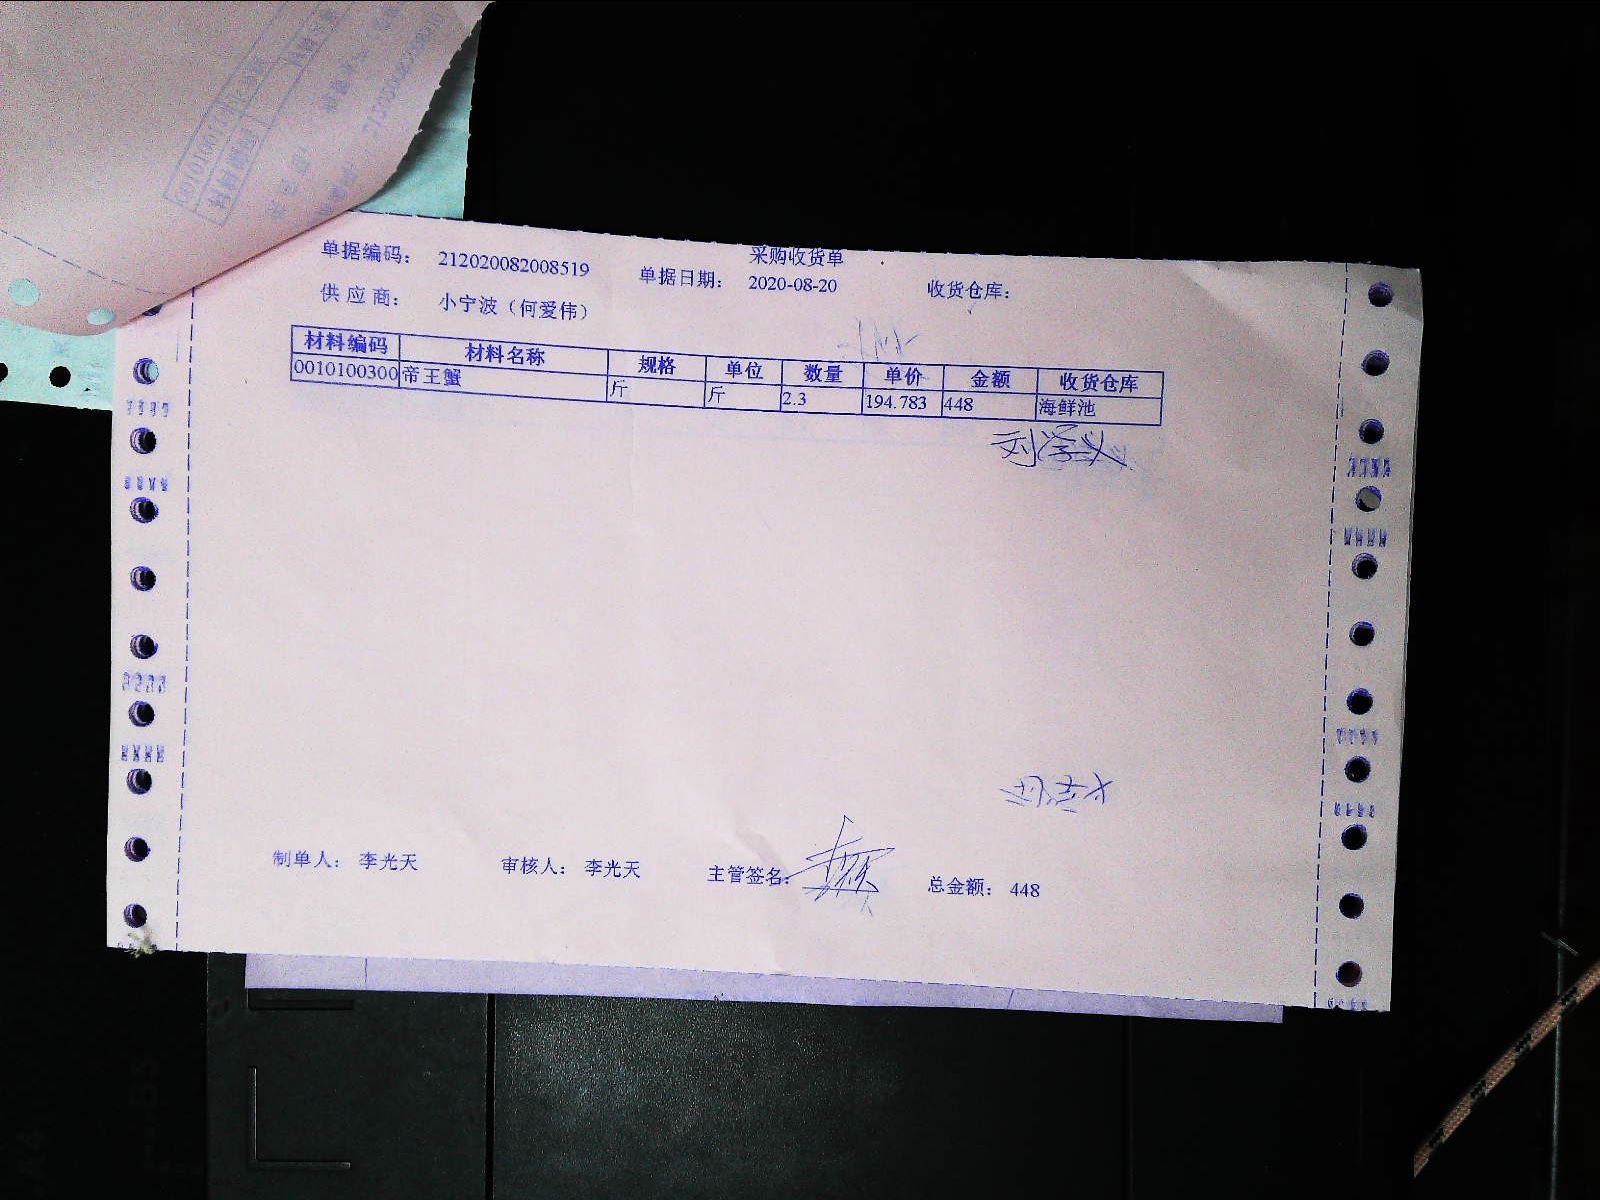 采购收货单
单据编码： 212020082008519 单据日期： 2020-08-20 收货仓库：
供应商： 小宁波（何爱伟）
材料编码 材料名称 规格 单位 数量 单价 金额 收货仓库
0010100300 帝王蟹 斤 斤 2.3 194.783 448 海鲜池
制单人： 李光天 审核人： 李光天 主管签名： 总金额： 448